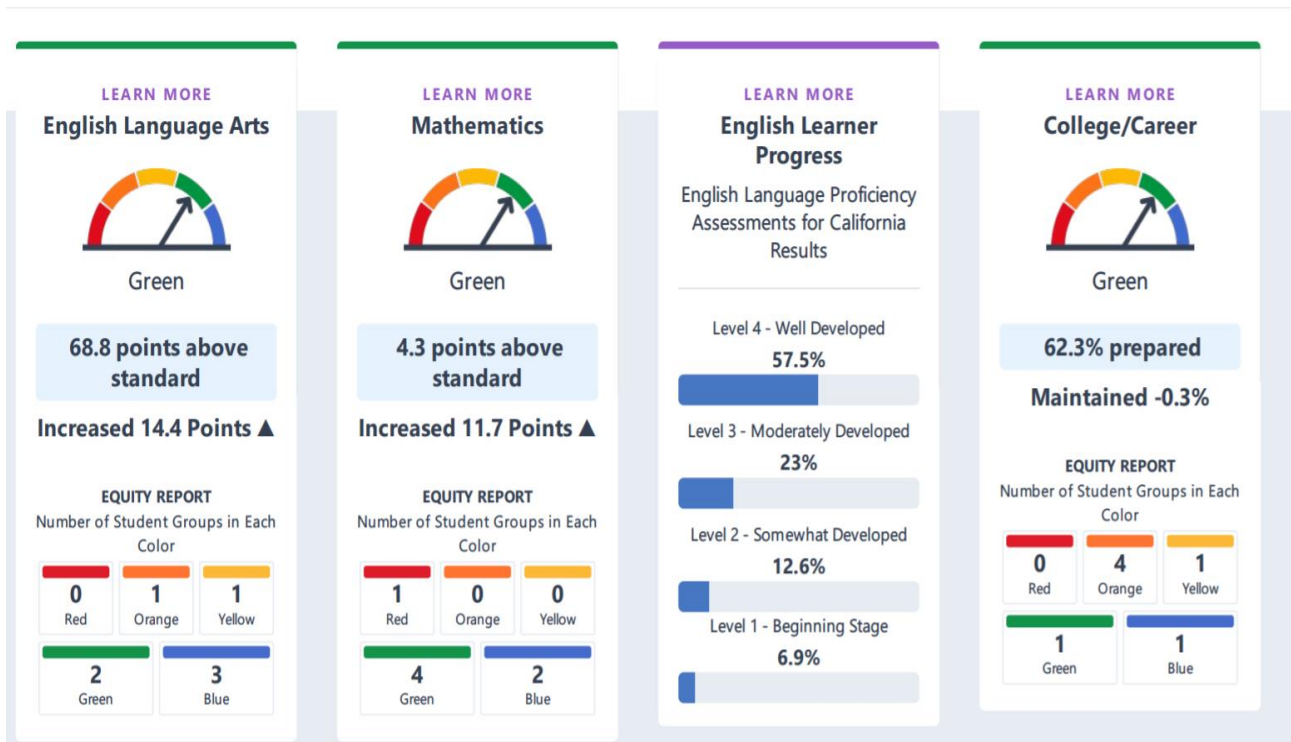 LEARN MORE
English Language Arts
Green
68.8 points above
standard
Increased 14.4 Points ▲
EQUITY REPORT
Number of Student Groups in Each
Color
0
Red
1
Orange
1
Yellow
2
Green
3
Blue
LEARN MORE
Mathematics
Green
4.3 points above
standard
Increased 11.7 Points ▲
EQUITY REPORT
Number of Student Groups in Each
Color
1
Red
0
Orange
0
Yellow
4
Green
2
Blue
LEARN MORE
English Learner
Progress
English Language Proficiency
Assessments for California
Results
Level 4 - Well Developed
57.5%
Level 3 - Moderately Developed
23%
Level 2 - Somewhat Developed
12.6%
Level 1 - Beginning Stage
6.9%
LEARN MORE
College/Career
Green
62.3% prepared
Maintained -0.3%
EQUITY REPORT
Number of Student Groups in Each
Color
0
Red
4
Orange
1
Yellow
1
Green
1
Blue